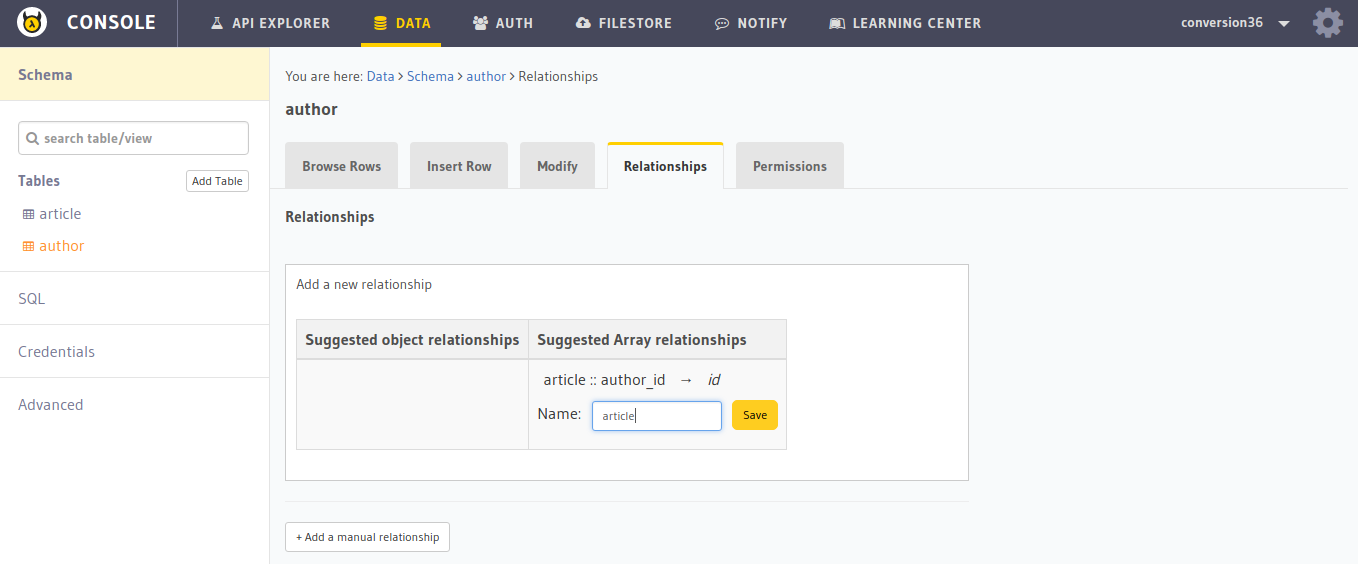 CONSOLE API EXPLORER DATA AUTH FILESTORE NOTIFY LEARNING CENTER conversion36
Schema
search table/view
Tables Add Table
article
author
SQL
Credentials
Advanced
You are here: Data > Schema > author > Relationships
author
Browse Rows Insert Row Modify Relationships Permissions
Relationships
Add a new relationship
Suggested object relationships Suggested Array relationships
article :: author_id → id
Name: article Save
+ Add a manual relationship